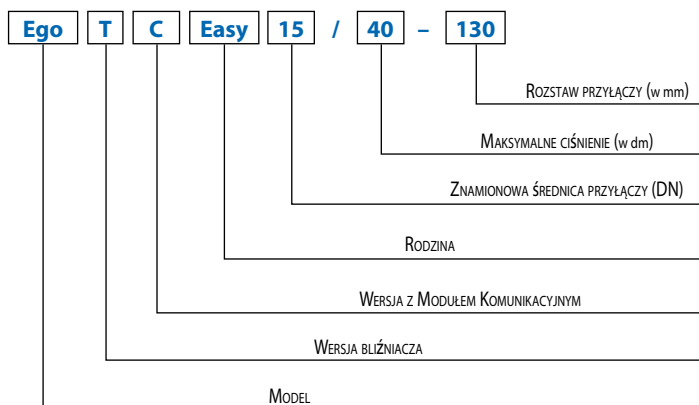 Ego T C Easy 15 / 40 – 130
Rozstaw przyłączy (w mm)
Maksymalne ciśnienie (w dm)
Znamionowa średnica przyłączy (DN)
Rodzina
Wersja z Modułem Komunikacyjnym
Wersja bliźniacza
Model